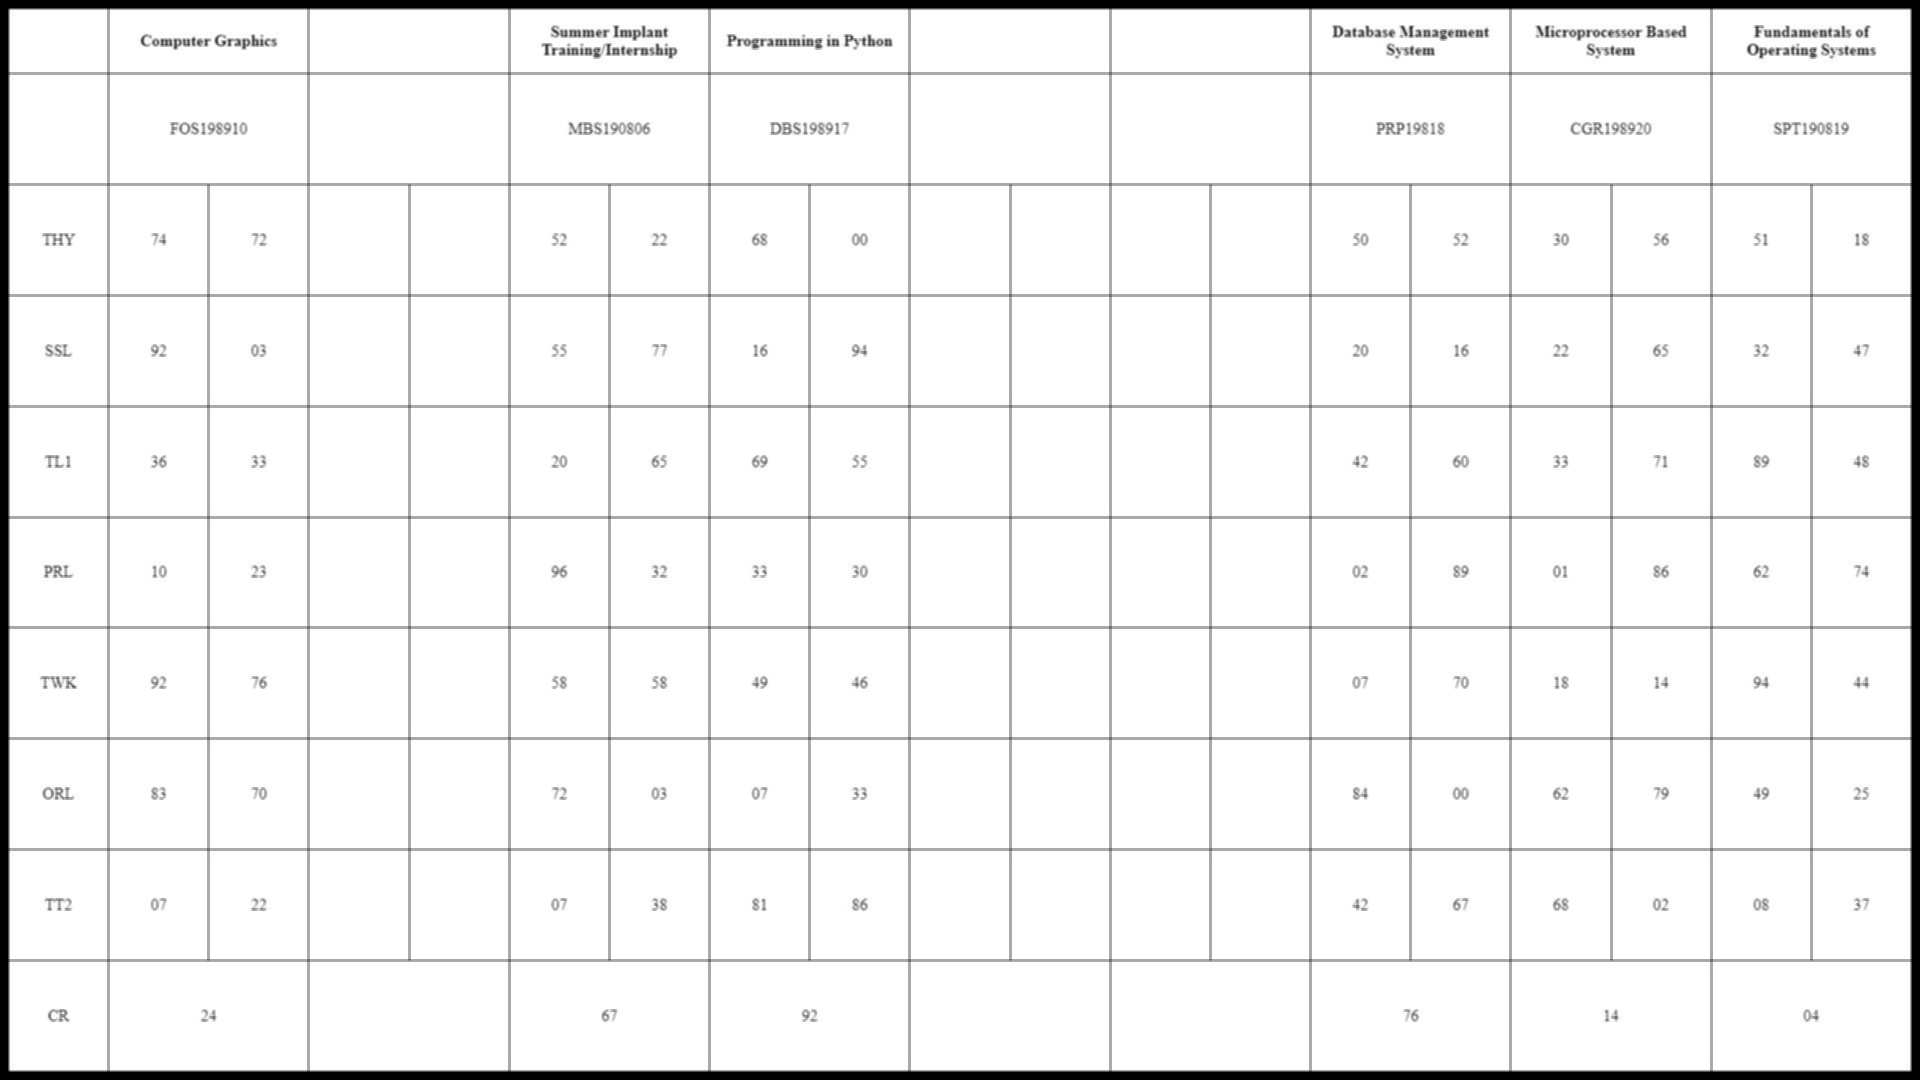 Computer Graphics Summer Implant Training/Internship Programming in Python Database Management System Microprocessor Based System Fundamentals of Operating Systems
FOS198910 MBS190806 DBS198917 PRP19818 CGR198920 SPT190819
THY 74 72 52 22 68 00 50 52 30 56 51 18
SSL 92 03 55 77 16 94 20 16 22 65 32 47
TL1 36 33 20 65 69 55 42 60 33 71 89 48
PRL 10 23 96 32 33 30 02 89 01 86 62 74
TWK 92 76 58 58 49 46 07 70 18 14 94 44
ORL 83 70 72 03 07 33 84 00 62 79 49 25
TT2 07 22 07 38 81 86 42 67 68 02 08 37
CR 24 67 92 76 14 04